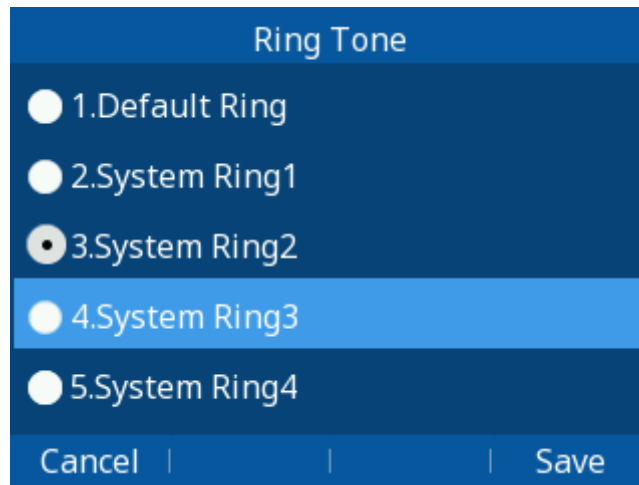 Ring Tone
1.Default Ring
2.System Ring1
3.System Ring2
4.System Ring3
5.System Ring4
Cancel Save